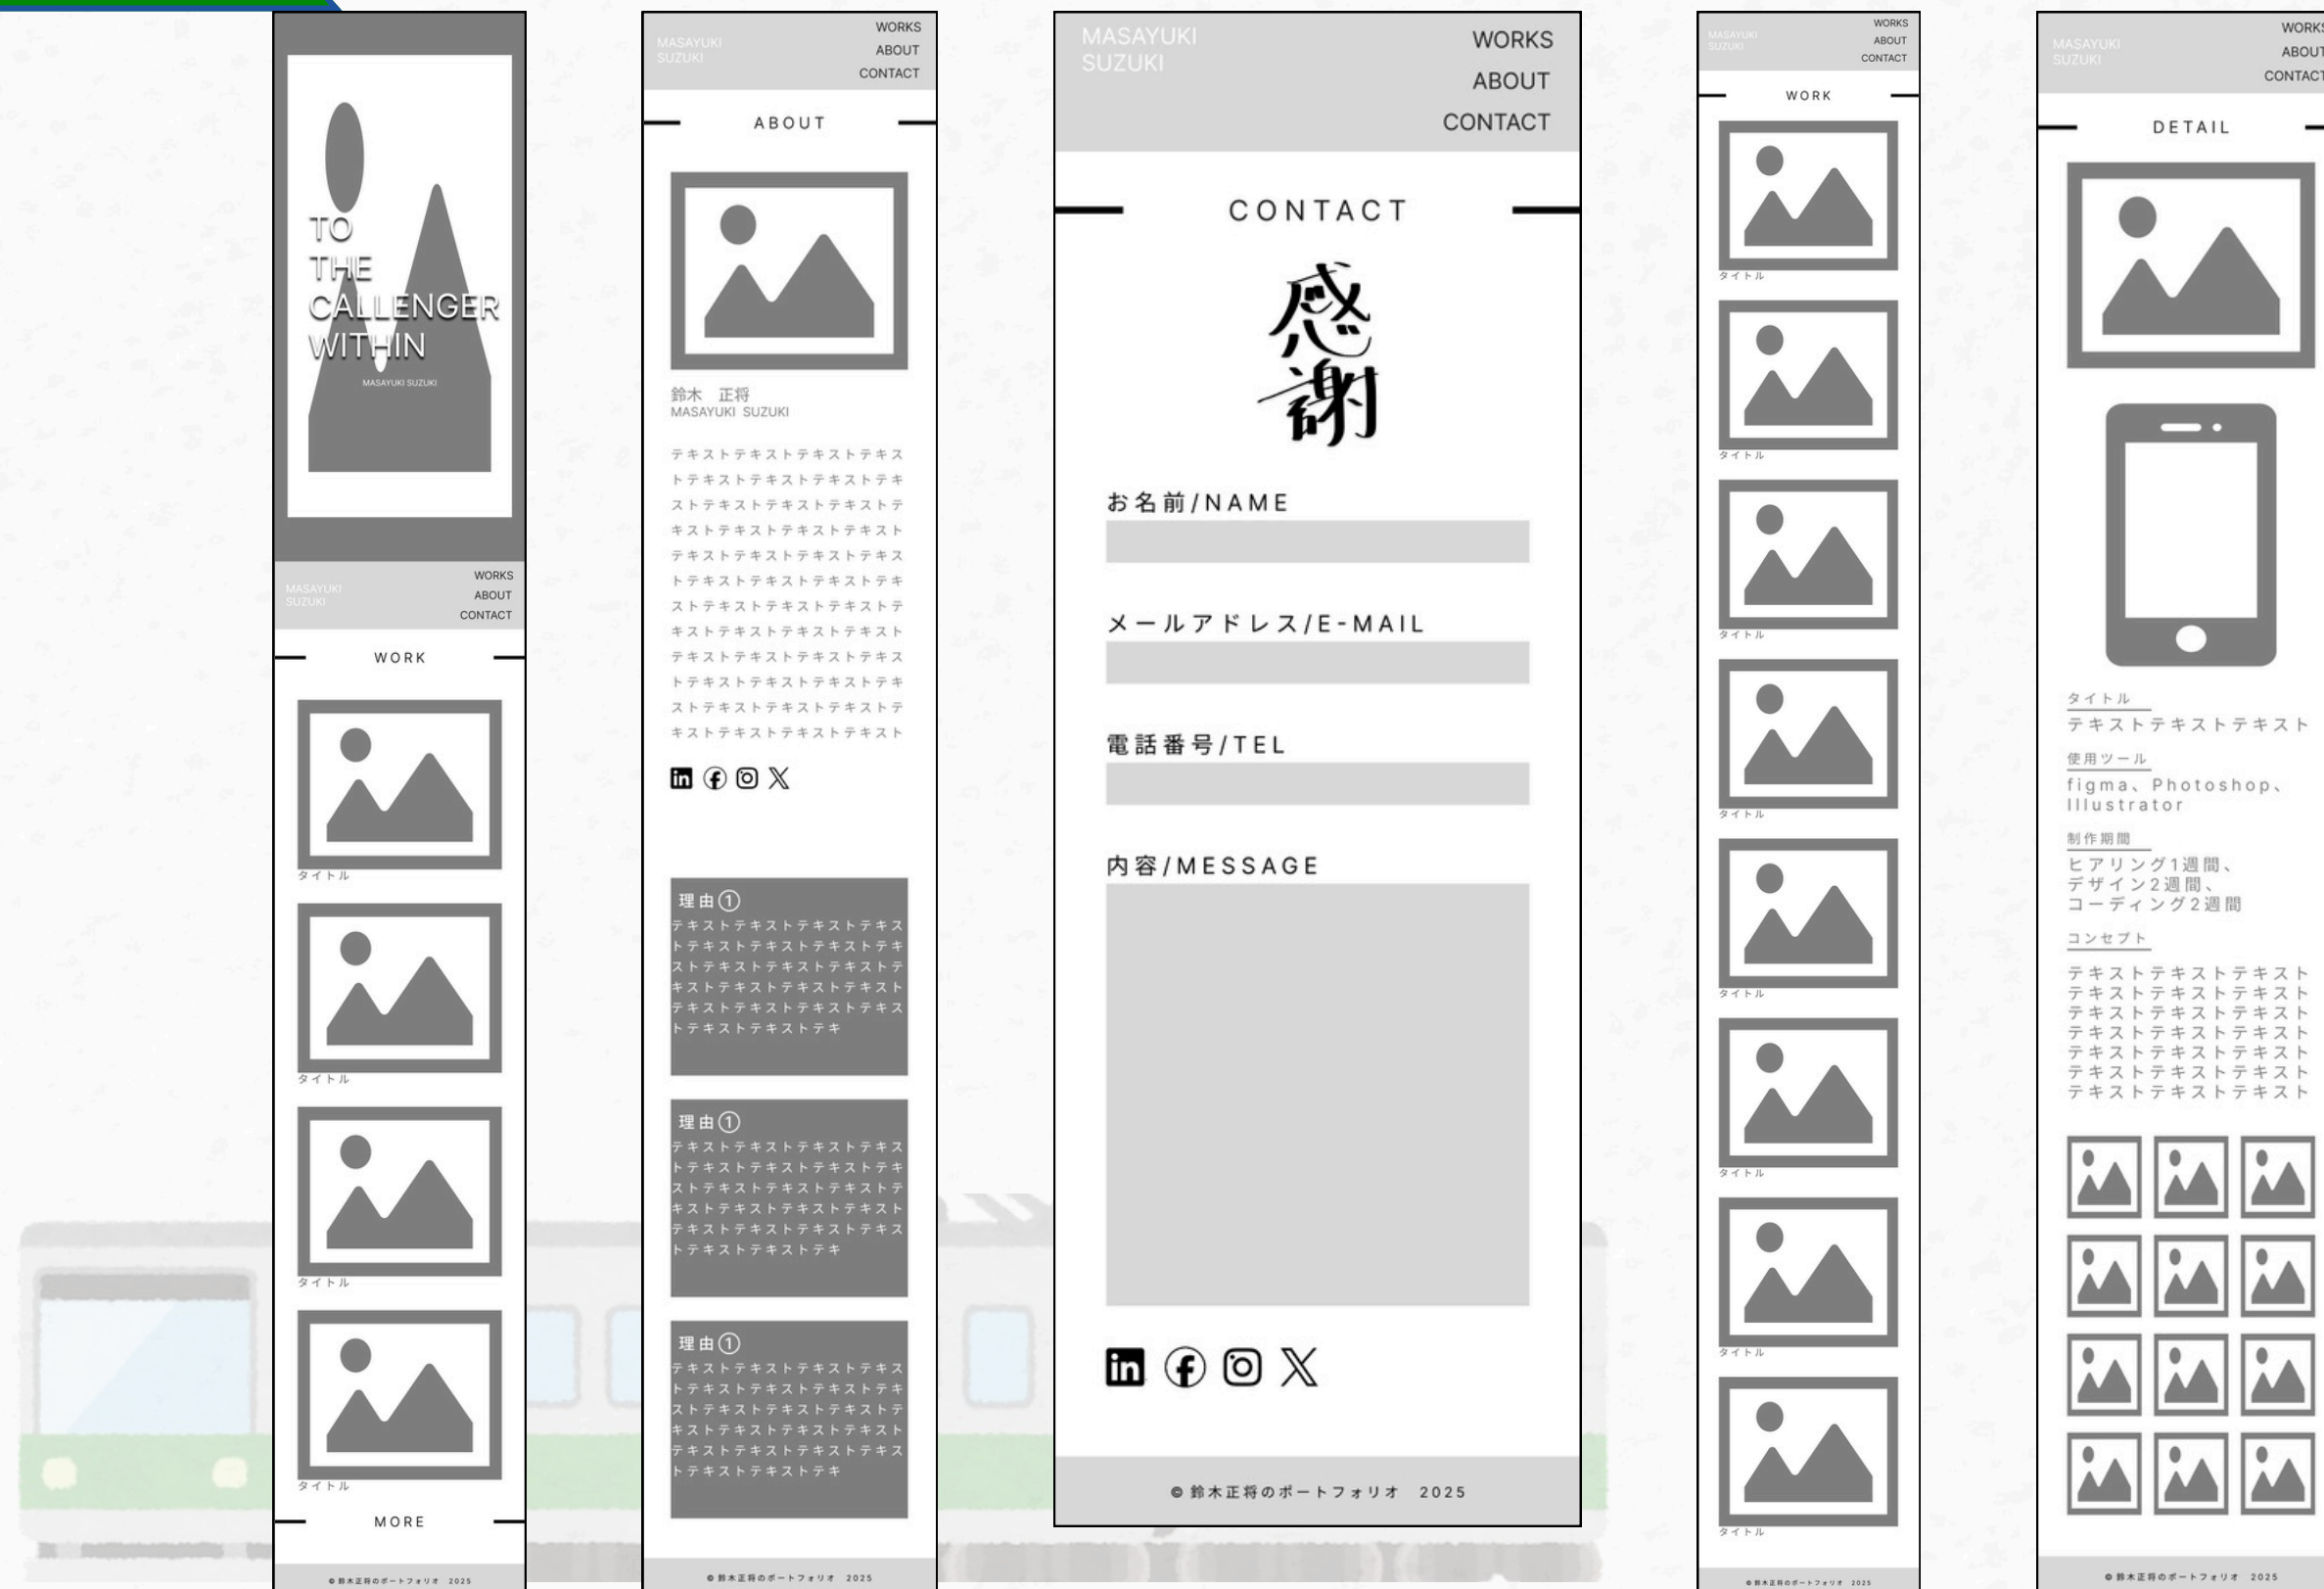 TO
THE
CALLENGER
WITHIN
MASAYUKI SUZUKI
MASAYUKI
SUZUKI
WORKS
ABOUT
CONTACT
WORK
タイトル
タイトル
タイトル
タイトル
MORE
© 鈴木正将のポートフォリオ 2025
MASAYUKI
SUZUKI
WORKS
ABOUT
CONTACT
ABOUT
鈴木 正将
MASAYUKI SUZUKI
テキストテキストテキストテキス
トテキストテキストテキストテキ
ストテキストテキストテキストテ
キストテキストテキストテキスト
テキストテキストテキストテキス
トテキストテキストテキストテキ
ストテキストテキストテキストテ
キストテキストテキストテキスト
テキストテキストテキストテキス
トテキストテキストテキストテキ
ストテキストテキストテキストテ
キストテキストテキストテキスト
in
理由①
テキストテキストテキストテキス
トテキストテキストテキストテキ
ストテキストテキストテキストテ
キストテキストテキストテキスト
テキストテキストテキストテキス
トテキストテキストテキ
理由①
テキストテキストテキストテキス
トテキストテキストテキストテキ
ストテキストテキストテキストテ
キストテキストテキストテキスト
テキストテキストテキストテキス
トテキストテキストテキ
理由①
テキストテキストテキストテキス
トテキストテキストテキストテキ
ストテキストテキストテキストテ
キストテキストテキストテキスト
テキストテキストテキストテキス
トテキストテキストテキ
© 鈴木正将のポートフォリオ 2025
MASAYUKI
SUZUKI
WORKS
ABOUT
CONTACT
CONTACT
感
謝
お名前/NAME
メールアドレス/E-MAIL
電話番号/TEL
内容/MESSAGE
in
© 鈴木正将のポートフォリオ 2025
MASAYUKI
SUZUKI
WORKS
ABOUT
CONTACT
WORK
タイトル
タイトル
タイトル
タイトル
タイトル
タイトル
タイトル
タイトル
© 鈴木正将のポートフォリオ 2025
MASAYUKI
SUZUKI
WORKS
ABOUT
CONTACT
DETAIL
タイトル
テキストテキストテキスト
使用ツール
figma、Photoshop、
Illustrator
制作期間
ヒアリング1週間、
デザイン2週間、
コーディング2週間
コンセプト
テキストテキストテキスト
テキストテキストテキスト
テキストテキストテキスト
テキストテキストテキスト
テキストテキストテキスト
テキストテキストテキスト
テキストテキストテキスト
© 鈴木正将のポートフォリオ 2025